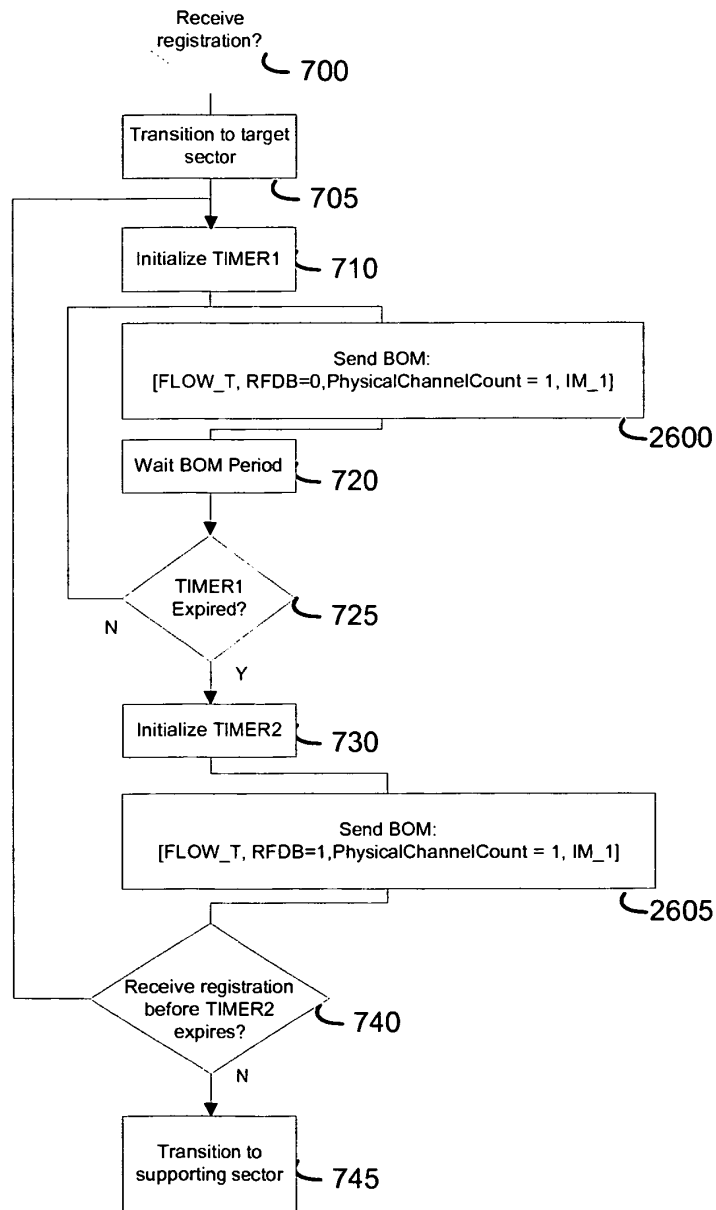 Receive
registration?
700
Transition to target
sector
705
Initialize TIMER1
710
Send BOM:
[FLOW_T, RFDB=0,PhysicalChannelCount = 1, IM_1]
2600
Wait BOM Period
720
TIMER1
Expired?
725
N
Y
Initialize TIMER2
730
Send BOM:
[FLOW_T, RFDB=1,PhysicalChannelCount = 1, IM_1]
2605
Receive registration
before TIMER2
expires?
740
N
Transition to
supporting sector
745